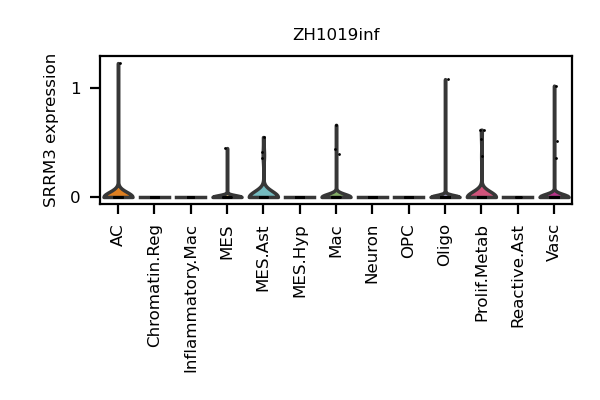 ZH1019inf
SRRM3 expression
1
0
AC
Chromatin.Reg
Inflammatory.Mac
MES
MES.Ast
MES.Hyp
Mac
Neuron
OPC
Oligo
Prolif.Metab
Reactive.Ast
Vasc